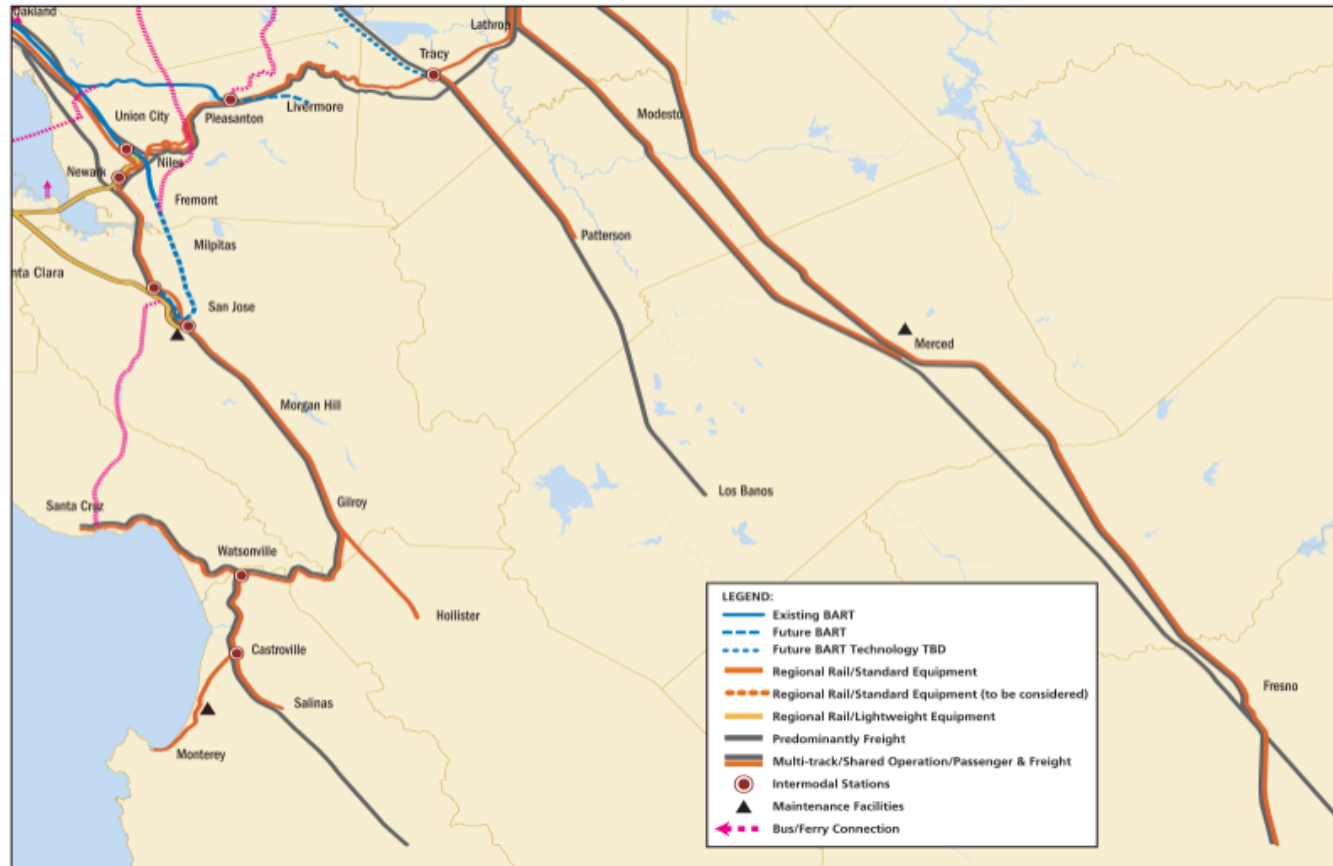 Oakland
Lathrop
Tracy
Livermore
Pleasanton
Union City
Modesto
Niles
Newark
Fremont
Patterson
Milpitas
nta Clara
San Jose
Merced
Morgan Hill
Los Banos
Gilroy
Santa Cruz
Watsonville
Hollister
Castroville
Salinas
Monterey
Fresno
LEGEND:
Existing BART
Future BART
Future BART Technology TBD
Regional Rail/Standard Equipment
Regional Rail/Standard Equipment (to be considered)
Regional Rail/Lightweight Equipment
Predominantly Freight
Multi-track/Shared Operation/Passenger & Freight
Intermodal Stations
Maintenance Facilities
Bus/Ferry Connection